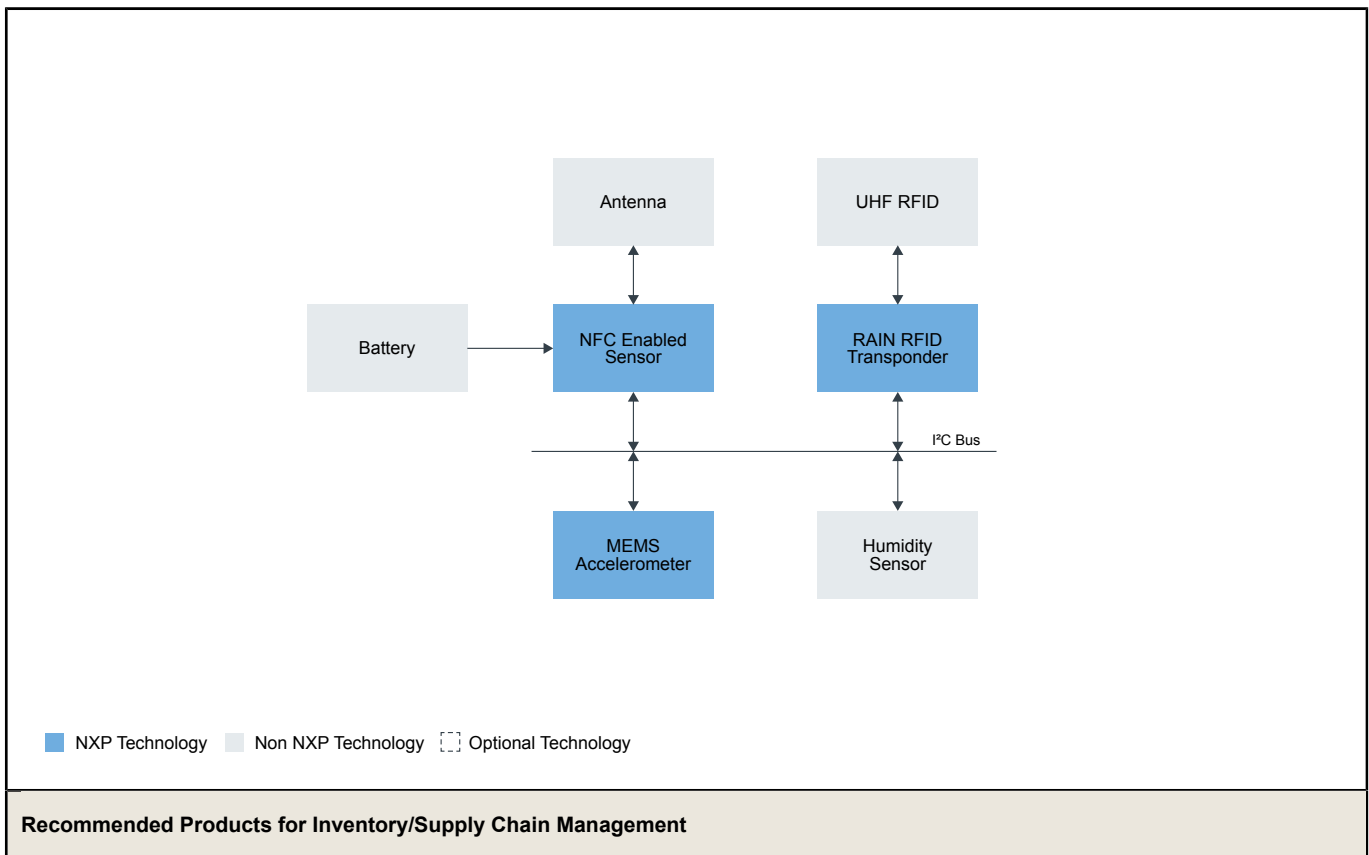 Antenna
UHF RFID
Battery
NFC Enabled
Sensor
RAIN RFID
Transponder
I²C Bus
MEMS
Accelerometer
Humidity
Sensor
NXP Technology
Non NXP Technology
Optional Technology
Recommended Products for Inventory/Supply Chain Management